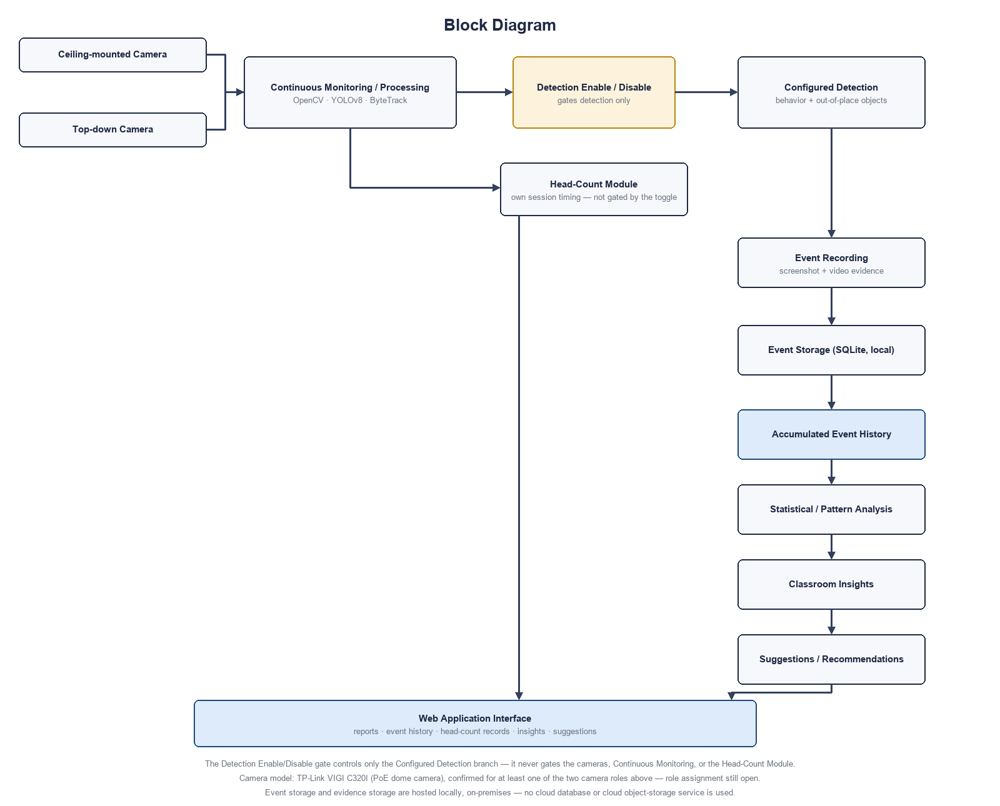 Block Diagram
Ceiling-mounted Camera
Top-down Camera
Continuous Monitoring / Processing
OpenCV · YOLOv8 · ByteTrack
Detection Enable / Disable
gates detection only
Configured Detection
behavior + out-of-place objects
Head-Count Module
own session timing — not gated by the toggle
Event Recording
screenshot + video evidence
Event Storage (SQLite, local)
Accumulated Event History
Statistical / Pattern Analysis
Classroom Insights
Suggestions / Recommendations
Web Application Interface
reports · event history · head-count records · insights · suggestions
The Detection Enable/Disable gate controls only the Configured Detection branch — it never gates the cameras, Continuous Monitoring, or the Head-Count Module.
Camera model: TP-Link VIGI C320I (PoE dome camera), confirmed for at least one of the two camera roles above — role assignment still open.
Event storage and evidence storage are hosted locally, on-premises — no cloud database or cloud object-storage service is used.